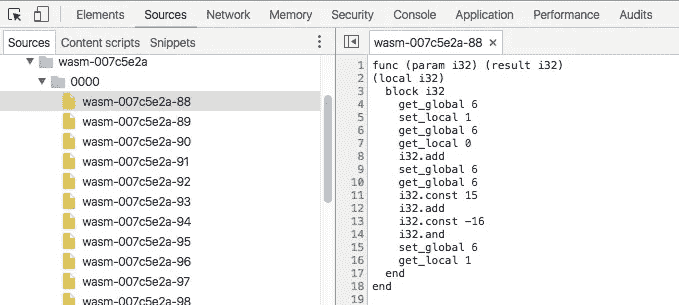 Elements Sources Network Memory Security Console Application Performance Audits
Sources Content scripts Snippets
wasm-007c5e2a
0000
wasm-007c5e2a-88
wasm-007c5e2a-89
wasm-007c5e2a-90
wasm-007c5e2a-91
wasm-007c5e2a-92
wasm-007c5e2a-93
wasm-007c5e2a-94
wasm-007c5e2a-95
wasm-007c5e2a-96
wasm-007c5e2a-97
wasm-007c5e2a-98
wasm-007c5e2a-88 ×
1 func (param i32) (result i32)
2 (local i32)
3 block i32
4 get_global 6
5 set_local 1
6 get_global 6
7 get_local 0
8 i32.add
9 set_global 6
10 get_global 6
11 i32.const 15
12 i32.add
13 i32.const -16
14 i32.and
15 set_global 6
16 get_local 1
17 end
18 end
19